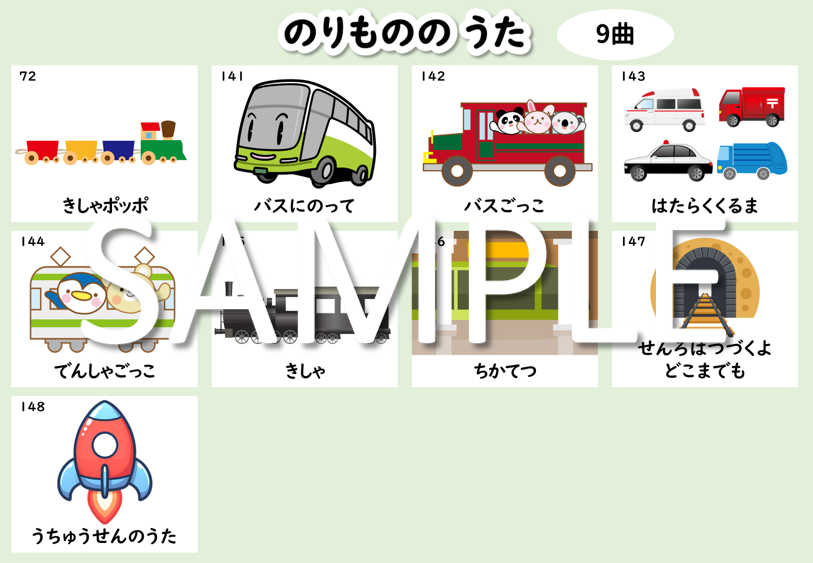 のりものの うた
9曲
72
きしゃポッポ
141
バスにのって
142
バスごっこ
143
〒
はたらくくるま
144
でんしゃごっこ
きしゃ
ちかてつ
147
せんろはつづくよ
どこまでも
148
うちゅうせんのうた
SAMPLE